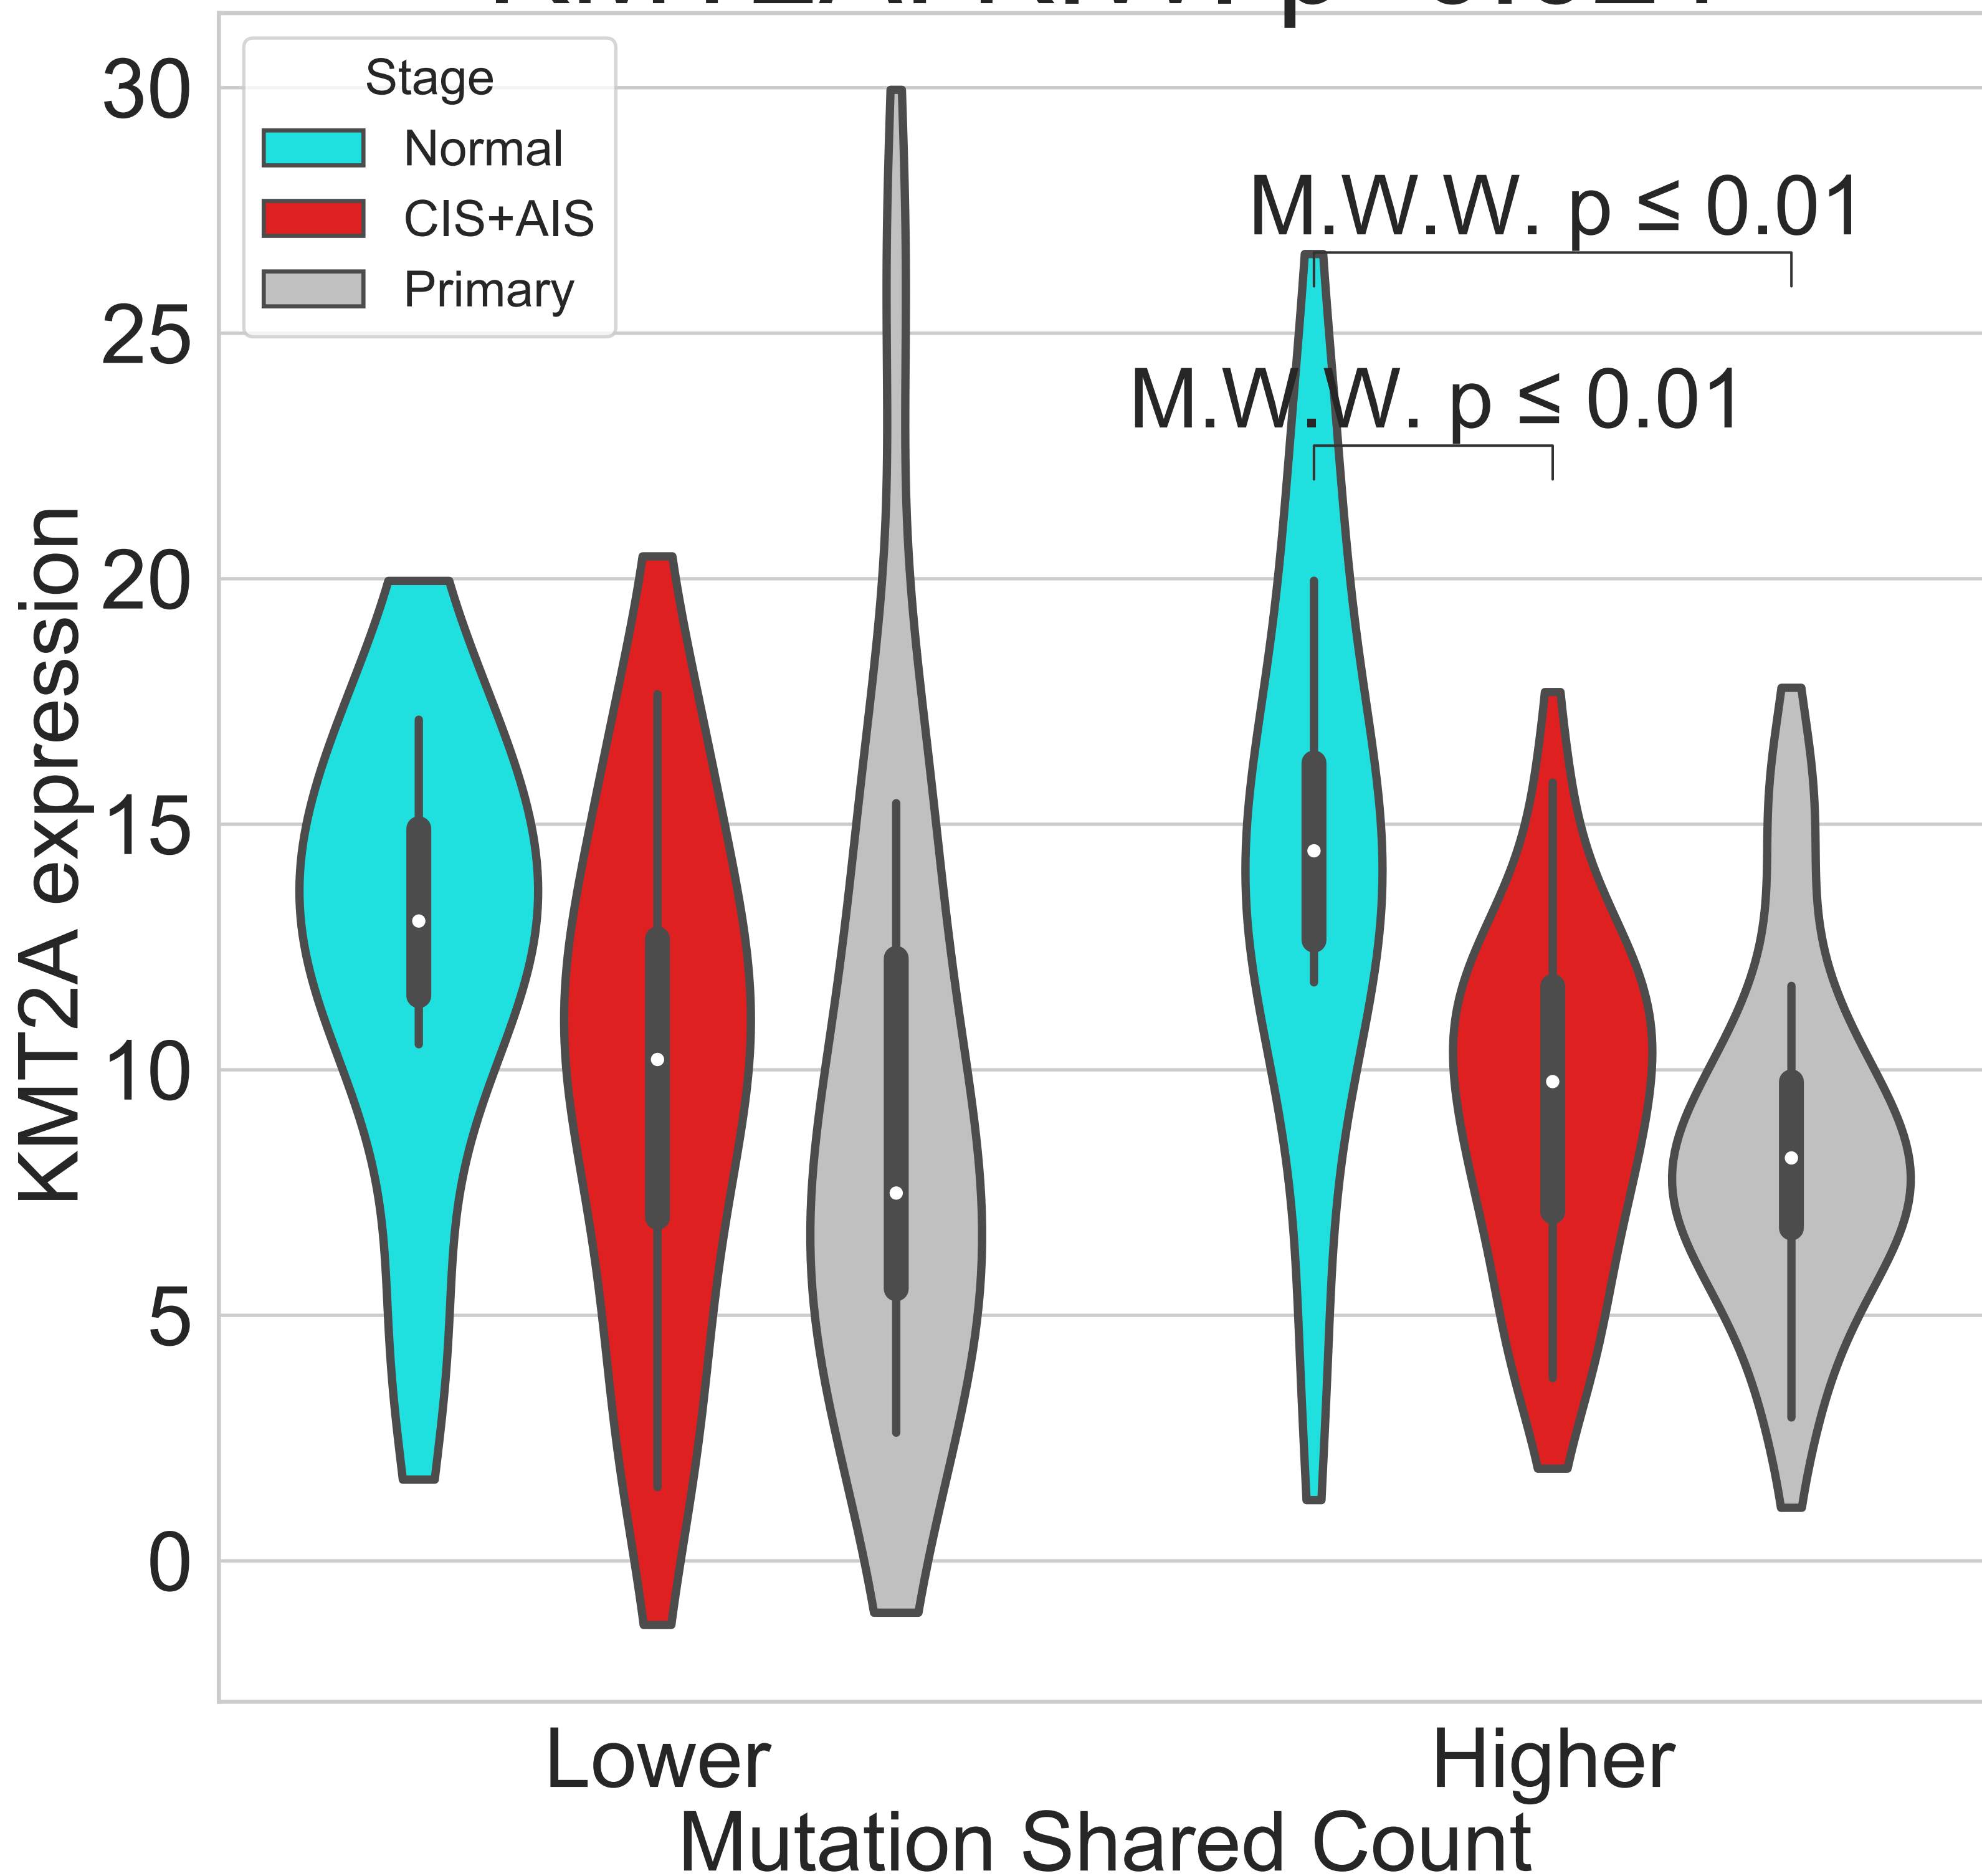 Stage
Normal
CIS+AIS
Primary
M.W.W. p ≤ 0.01
M.W.W. p ≤ 0.01
KMT2A expression
30
25
20
15
10
5
0
Lower
Higher
Mutation Shared Count